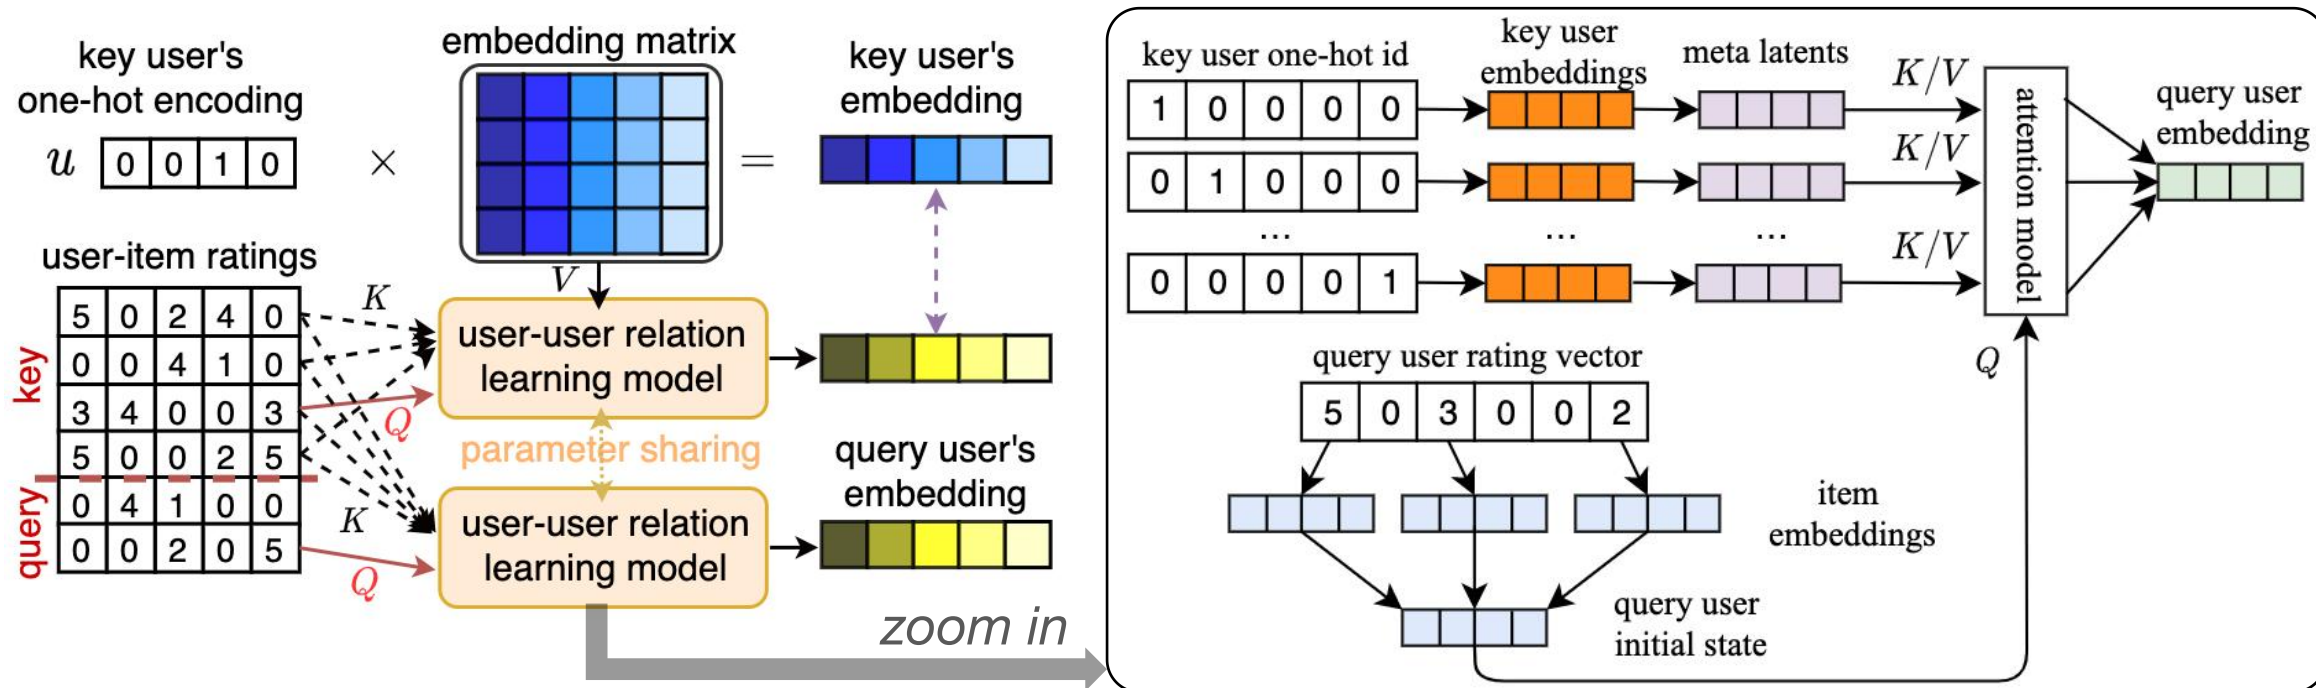 key user's
one-hot encoding
u 0 0 1 0
×
embedding matrix
=
key user's
embedding
user-item ratings
key
query
5 0 2 4 0
0 0 4 1 0
3 4 0 0 3
5 0 0 2 5
0 4 1 0 0
0 0 2 0 5
K
Q
K
Q
V
user-user relation
learning model
parameter sharing
user-user relation
learning model
query user's
embedding
zoom in
key user one-hot id
1 0 0 0 0
0 1 0 0 0
...
0 0 0 0 1
key user
embeddings
...
meta latents
...
K/V
K/V
K/V
attention model
query user
embedding
Q
query user rating vector
5 0 3 0 0 2
item
embeddings
query user
initial state